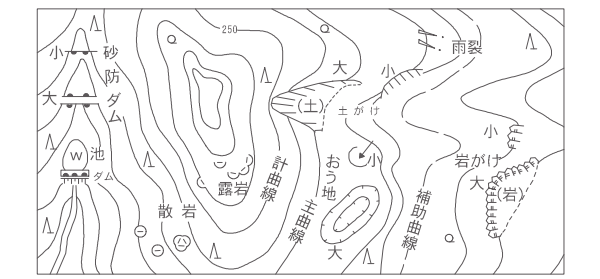 250
小 砂防ダム
大
W 池
ダム
散岩
露岩
計曲線
主曲線
大
(土)
土がけ
小
おう地
小
大
補助曲線
雨裂
小
岩がけ
大
(岩)